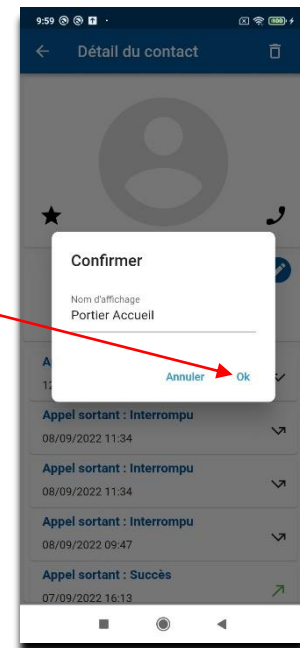 9:59
Détail du contact
Confirmer
Nom d'affichage
Portier Accueil
Annuler Ok
Appel sortant : Interrompu
08/09/2022 11:34
Appel sortant : Interrompu
08/09/2022 11:34
Appel sortant : Interrompu
08/09/2022 09:47
Appel sortant : Succès
07/09/2022 16:13